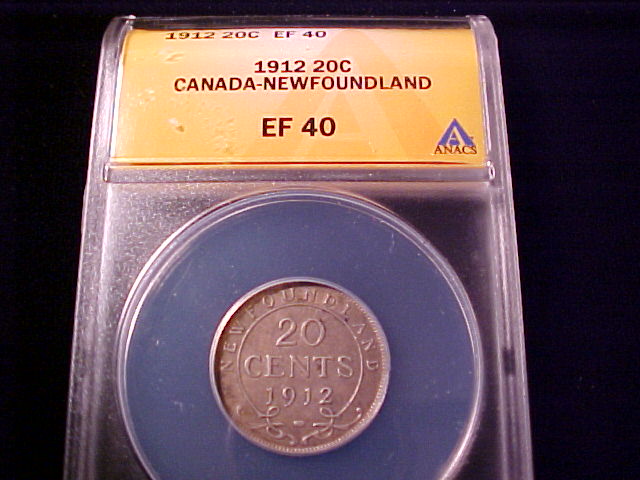 1912 20C EF 40
1912 20C
CANADA-NEWFOUNDLAND
EF 40
ANACS
NEWFOUNDLAND
20
CENTS
1912